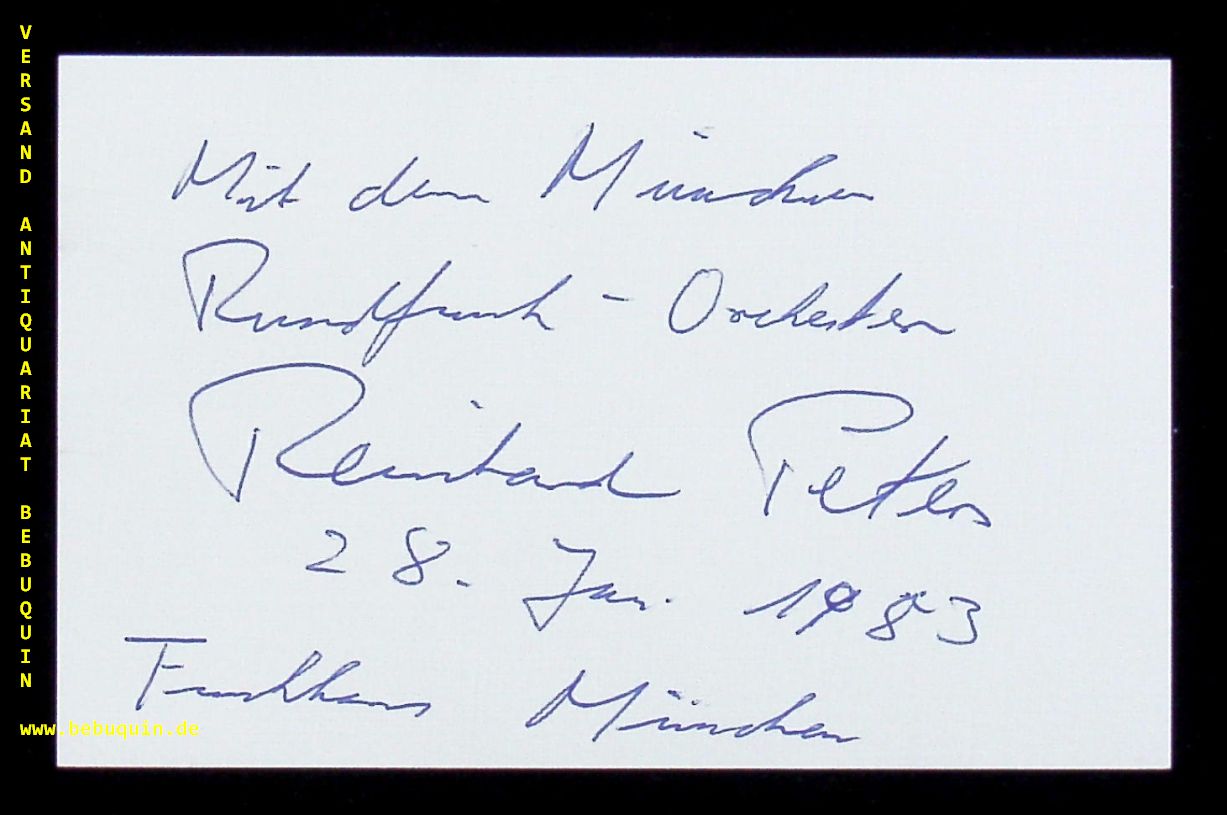 VERSAND ANTIQUARIAT BEBUQUIN
www.bebuquin.de
Mit dem Münchner
Rundfunk-Orchester
Reinhard Peters
28. Jan. 1983
Funkhaus München